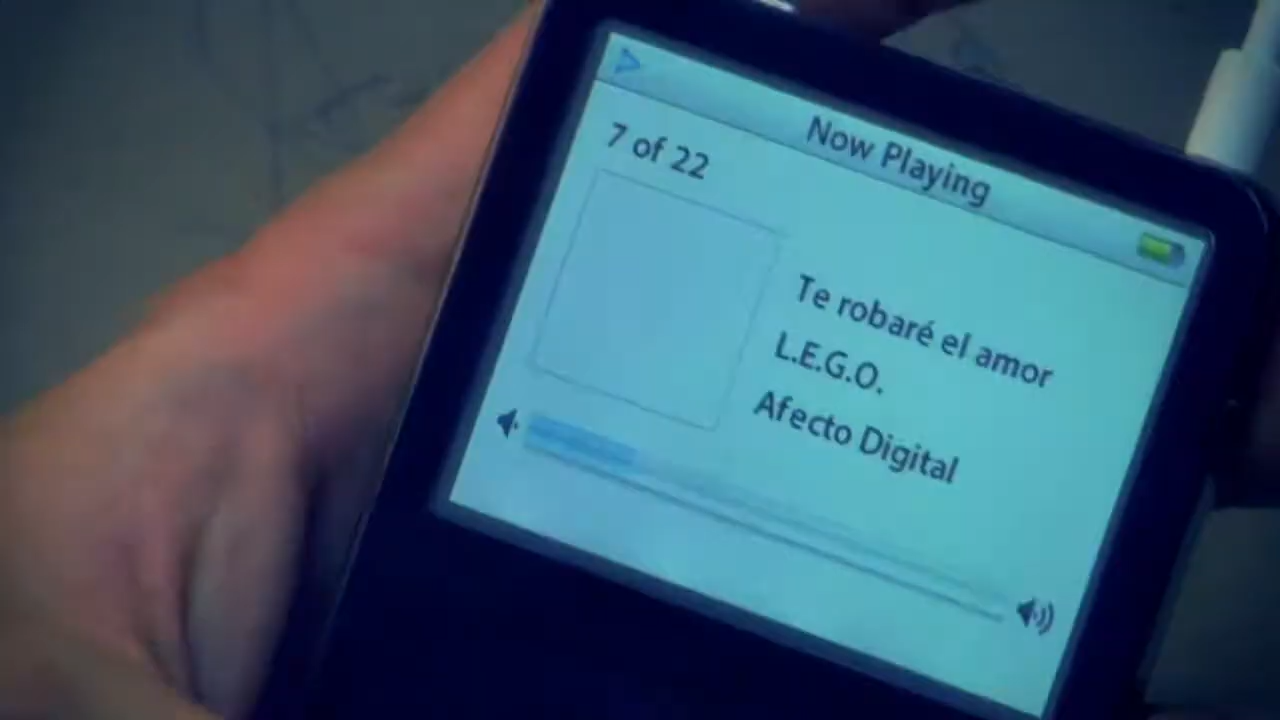 Now Playing
7 of 22
Te robaré el amor
L.E.G.O.
Afecto Digital